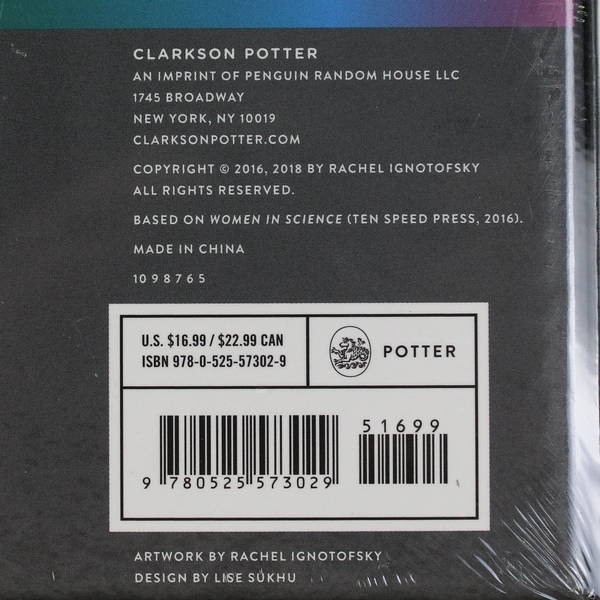 CLARKSON POTTER
AN IMPRINT OF PENGUIN RANDOM HOUSE LLC
1745 BROADWAY
NEW YORK, NY 10019
CLARKSONPOTTER.COM
COPYRIGHT © 2016, 2018 BY RACHEL IGNOTOFSKY
ALL RIGHTS RESERVED.
BASED ON WOMEN IN SCIENCE (TEN SPEED PRESS, 2016).
MADE IN CHINA
10 9 8 7 6 5
U.S. $16.99 / $22.99 CAN
ISBN 978-0-525-57302-9
POTTER
51699
9 780525 573029
ARTWORK BY RACHEL IGNOTOFSKY
DESIGN BY LISE SUKHU